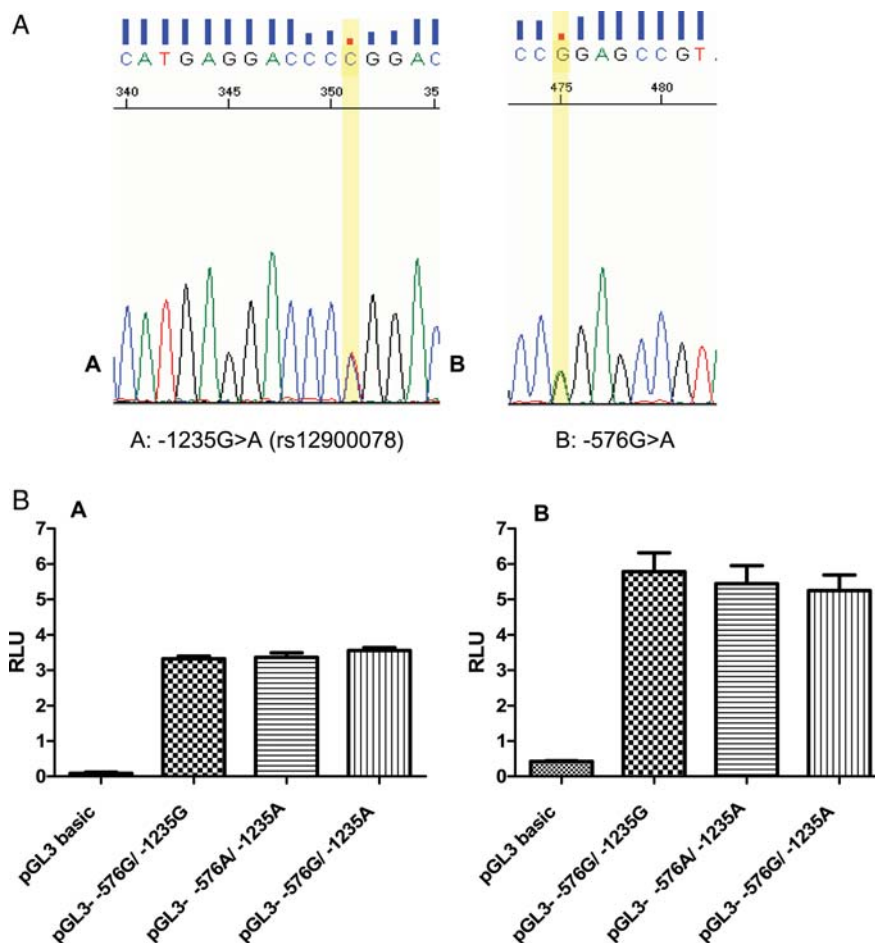 A
CATGAGGACCCCGGAC
340 345 350 35
A
A: -1235G>A (rs12900078)
CCGGAGCCGT.
475 480
B
B: -576G>A
B
A
7
6
5
4
3
2
1
0
RLU
pGL3 basic
pGL3- -576G/ -1235G
pGL3- -576A/ -1235A
pGL3- -576G/ -1235A
B
7
6
5
4
3
2
1
0
RLU
pGL3 basic
pGL3- -576G/ -1235G
pGL3- -576A/ -1235A
pGL3- -576G/ -1235A